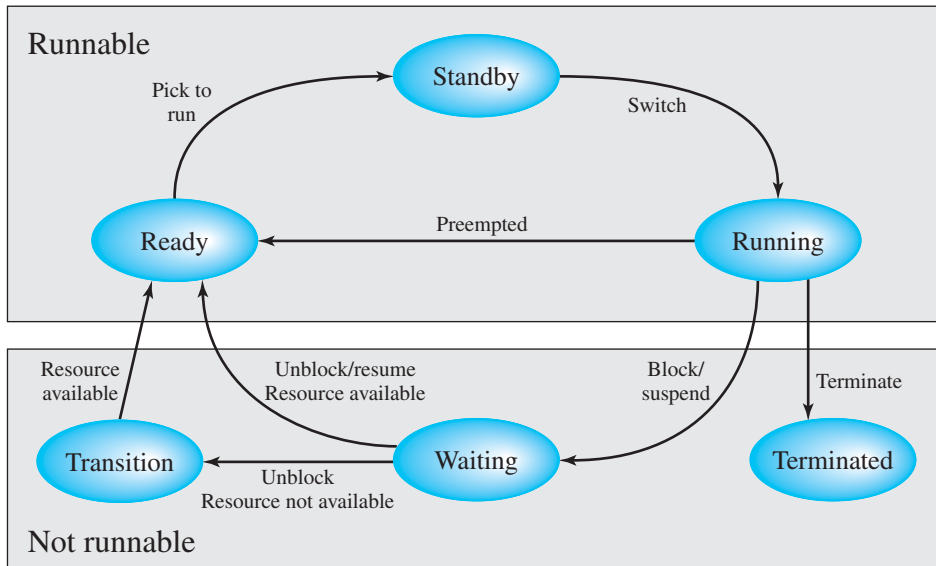 Runnable
Standby
Pick to
run
Switch
Ready
Preempted
Running
Resource
available
Unblock/resume
Resource available
Block/
suspend
Terminate
Transition
Waiting
Terminated
Unblock
Resource not available
Not runnable